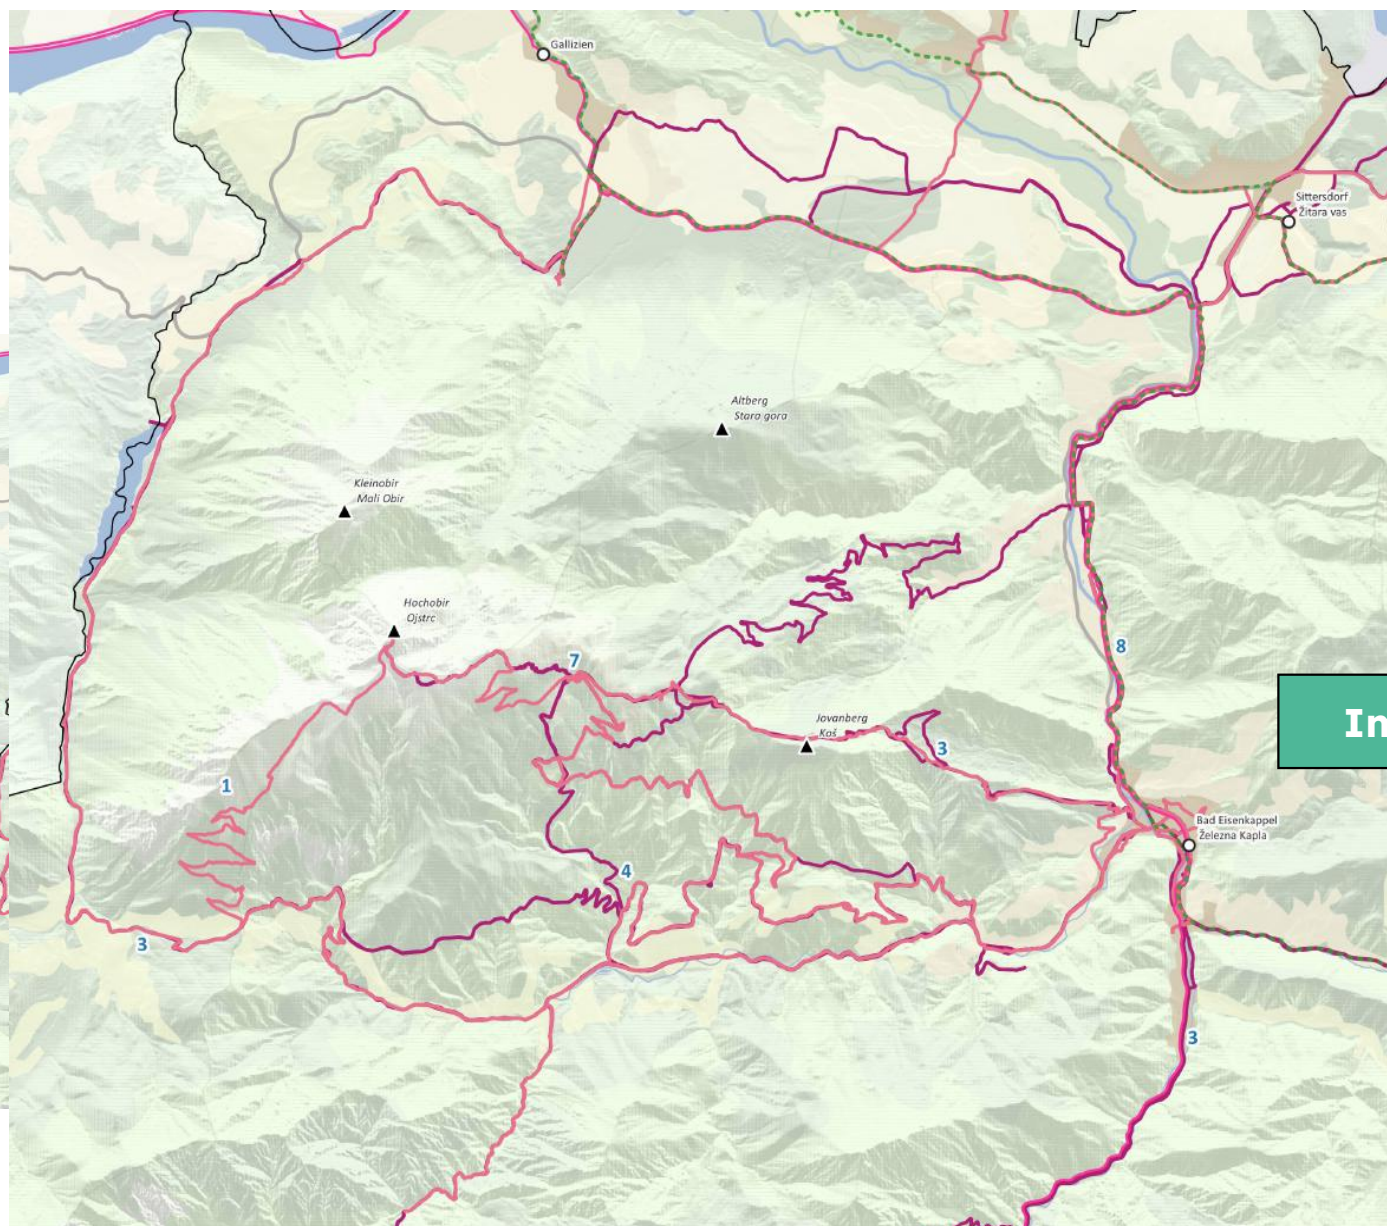 Gallizien
Sittersdorf
Žitara vas
Altberg
Stara gora
Kleinobir
Mali Obir
Hochobir
Ojstrc
7
8
Jovanberg
Koš
3
In
1
Bad Eisenkappel
Železna Kapla
4
3
3